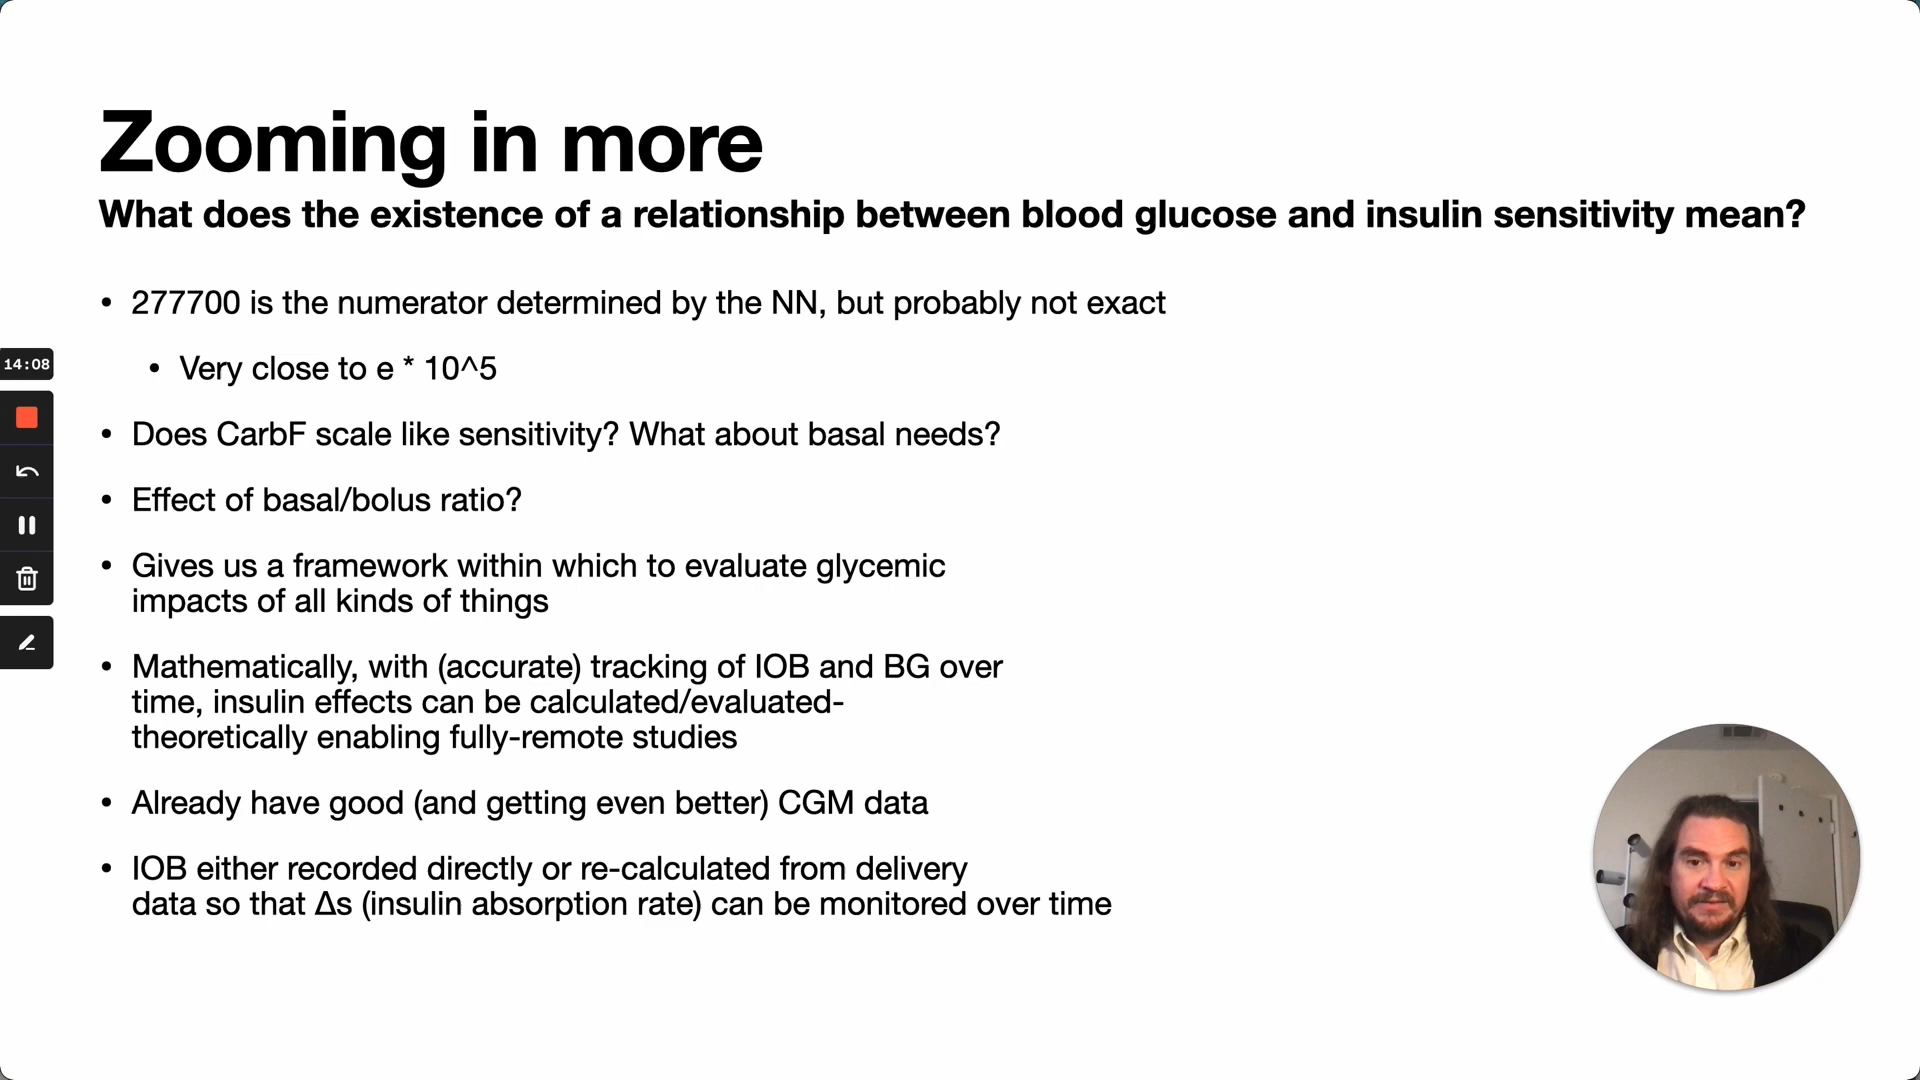 Zooming in more
What does the existence of a relationship between blood glucose and insulin sensitivity mean?
• 277700 is the numerator determined by the NN, but probably not exact
• Very close to e * 10^5
14:08
• Does CarbF scale like sensitivity? What about basal needs?
• Effect of basal/bolus ratio?
• Gives us a framework within which to evaluate glycemic
impacts of all kinds of things
• Mathematically, with (accurate) tracking of IOB and BG over
time, insulin effects can be calculated/evaluated-
theoretically enabling fully-remote studies
• Already have good (and getting even better) CGM data
• IOB either recorded directly or re-calculated from delivery
data so that Δs (insulin absorption rate) can be monitored over time